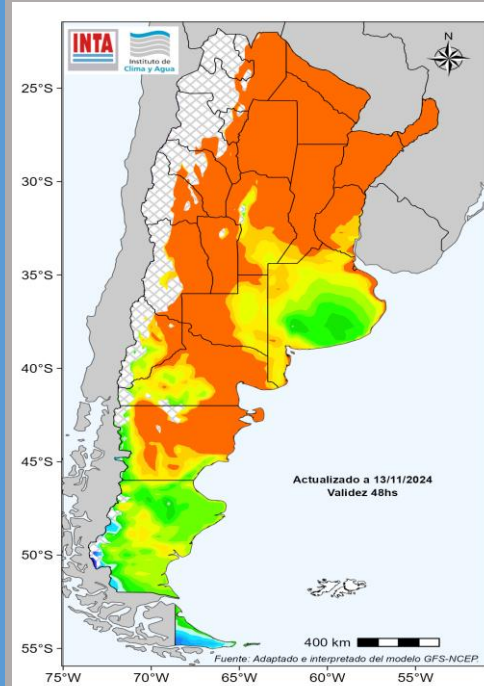 INTA
Instituto de
Clima y Agua
N
25°S
30°S
35°S
40°S
45°S
50°S
55°S
Actualizado a 13/11/2024
Validez 48hs
400 km
Fuente: Adaptado e interpretado del modelo GFS-NCEP.
75°W
70°W
65°W
60°W
55°W